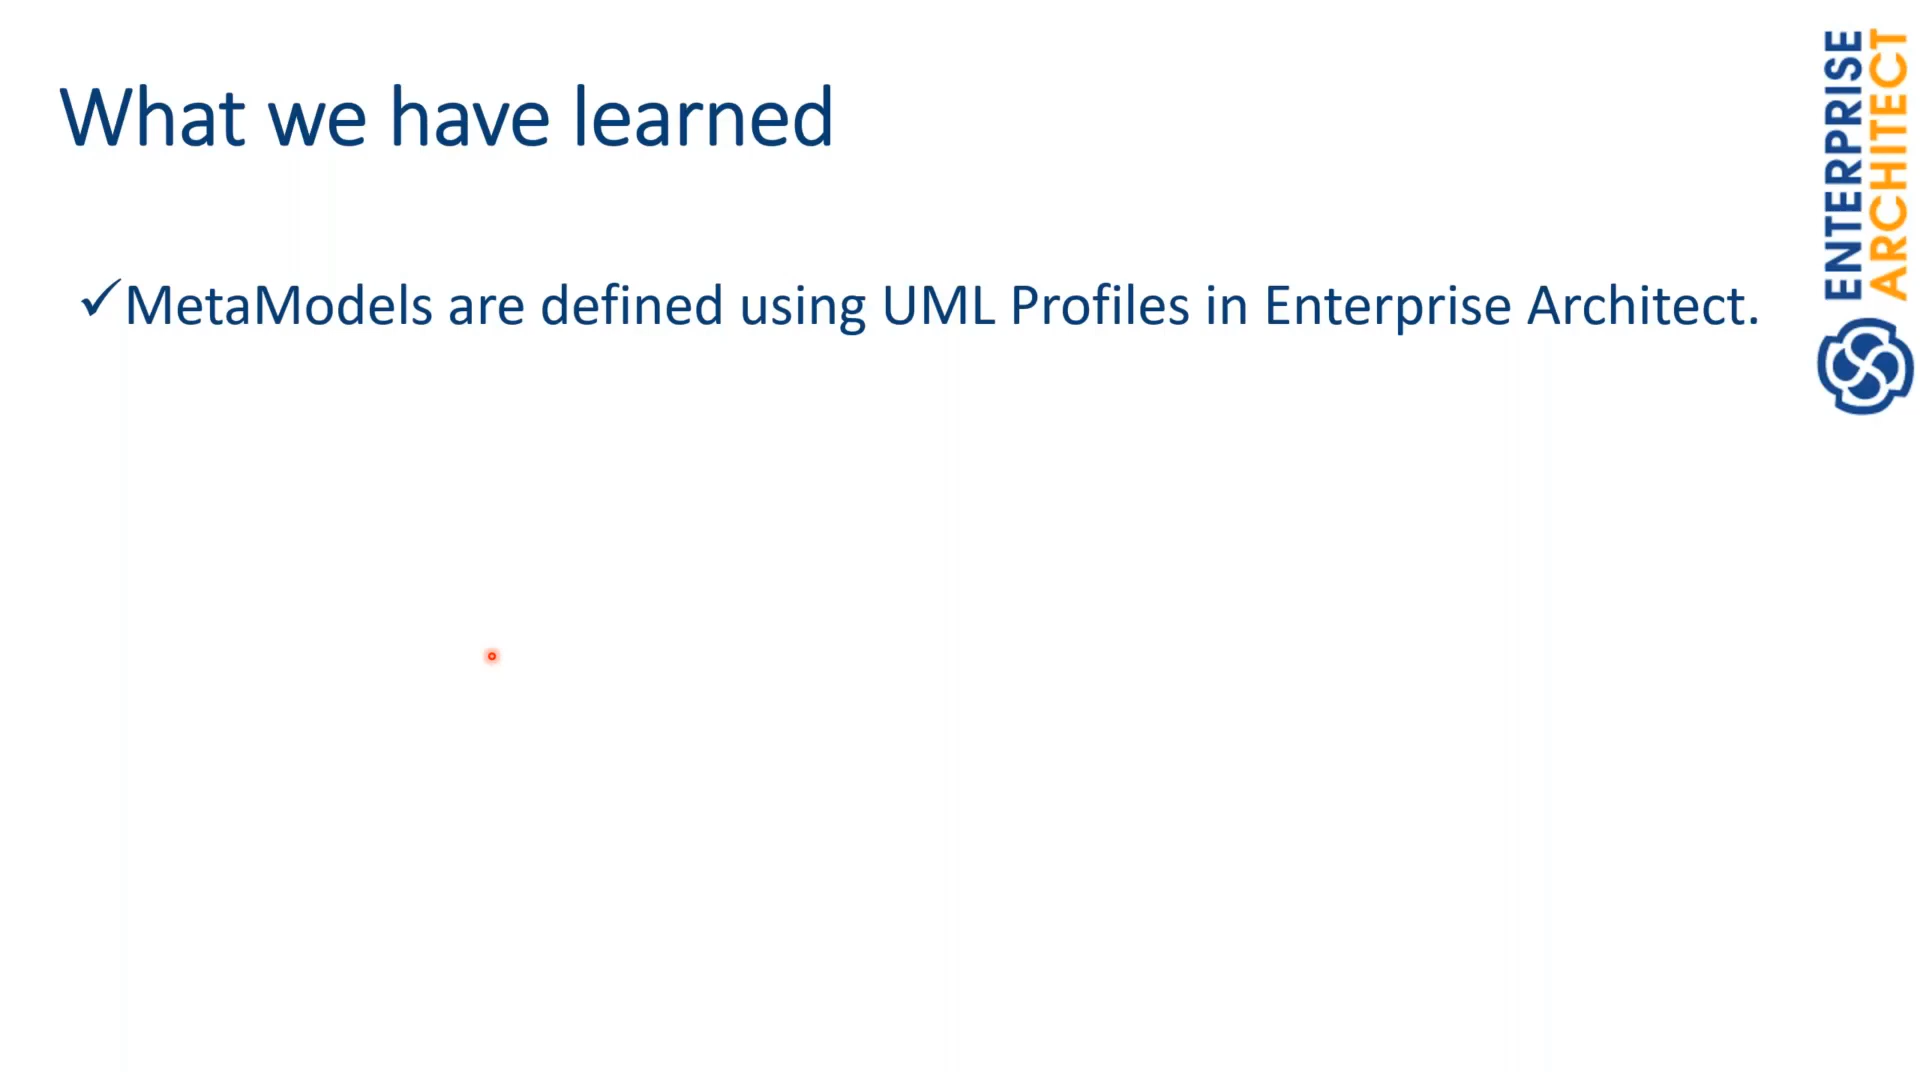 What we have learned
✓MetaModels are defined using UML Profiles in Enterprise Architect.
ENTERPRISE
ARCHITECT